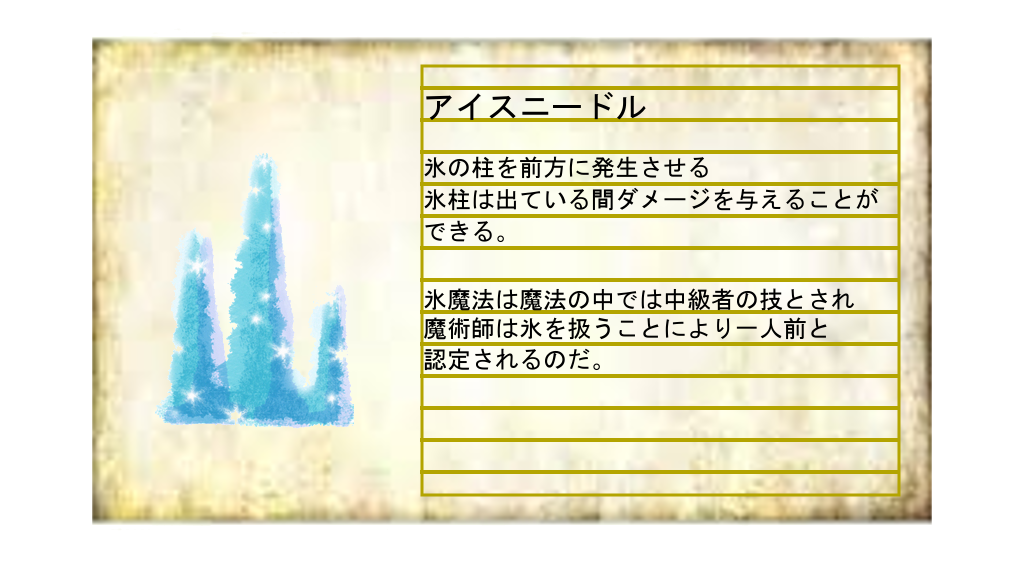 アイスニードル
氷の柱を前方に発生させる
氷柱は出ている間ダメージを与えることが
できる。
氷魔法は魔法の中では中級者の技とされ
魔術師は氷を扱うことにより一人前と
認定されるのだ。